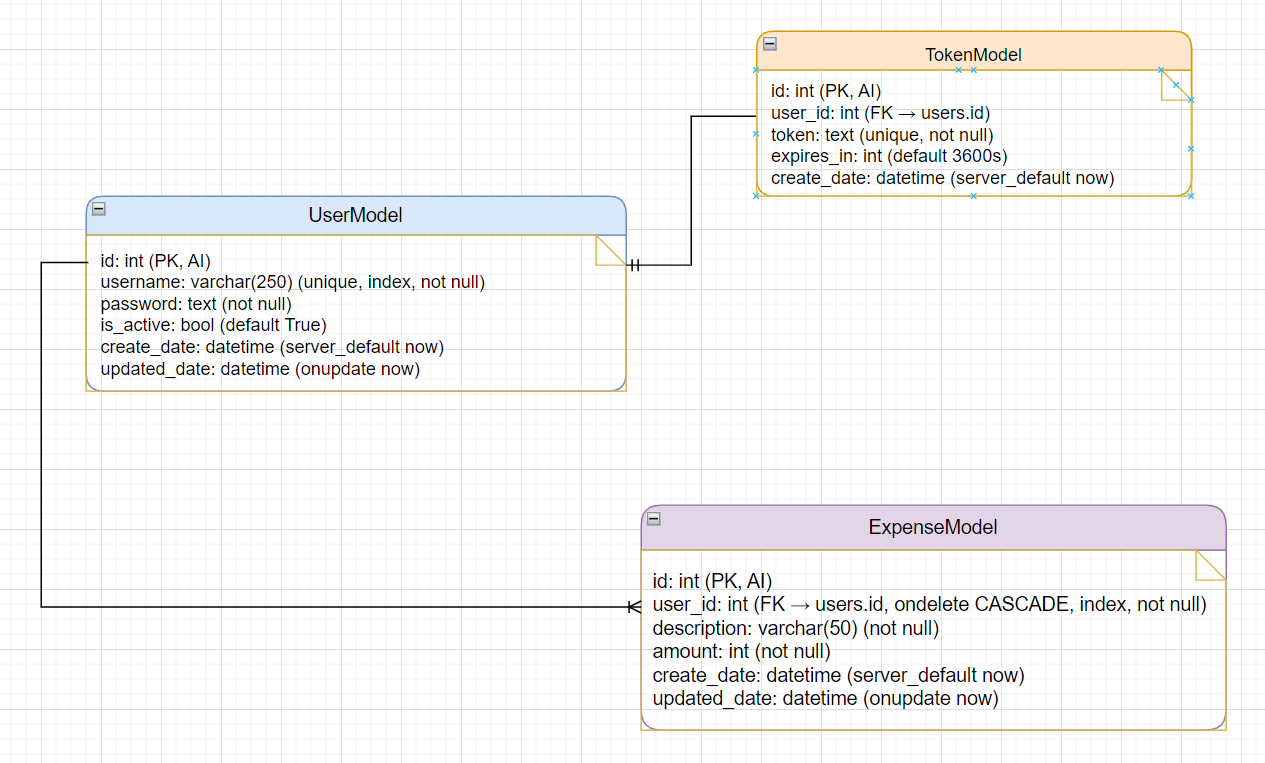 TokenModel
id: int (PK, AI)
user_id: int (FK → users.id)
token: text (unique, not null)
expires_in: int (default 3600s)
create_date: datetime (server_default now)
UserModel
id: int (PK, AI)
username: varchar(250) (unique, index, not null)
password: text (not null)
is_active: bool (default True)
create_date: datetime (server_default now)
updated_date: datetime (onupdate now)
ExpenseModel
id: int (PK, AI)
user_id: int (FK → users.id, ondelete CASCADE, index, not null)
description: varchar(50) (not null)
amount: int (not null)
create_date: datetime (server_default now)
updated_date: datetime (onupdate now)